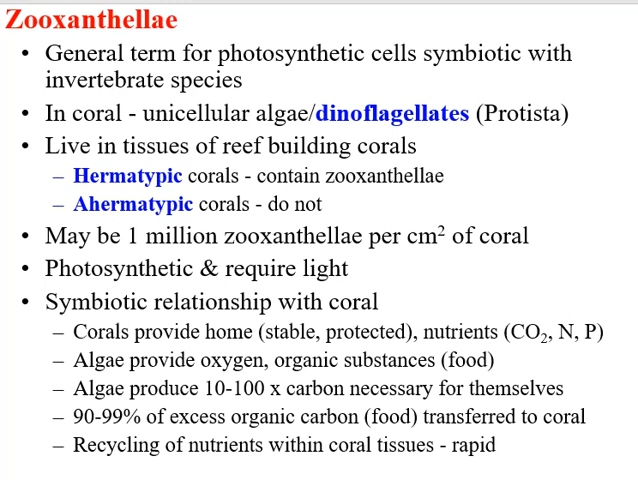 Zooxanthellae
• General term for photosynthetic cells symbiotic with
invertebrate species
• In coral - unicellular algae/dinoflagellates (Protista)
• Live in tissues of reef building corals
– Hermatypic corals - contain zooxanthellae
– Ahermatypic corals - do not
• May be 1 million zooxanthellae per cm² of coral
• Photosynthetic & require light
• Symbiotic relationship with coral
– Corals provide home (stable, protected), nutrients (CO₂, N, P)
– Algae provide oxygen, organic substances (food)
– Algae produce 10-100 x carbon necessary for themselves
– 90-99% of excess organic carbon (food) transferred to coral
– Recycling of nutrients within coral tissues - rapid